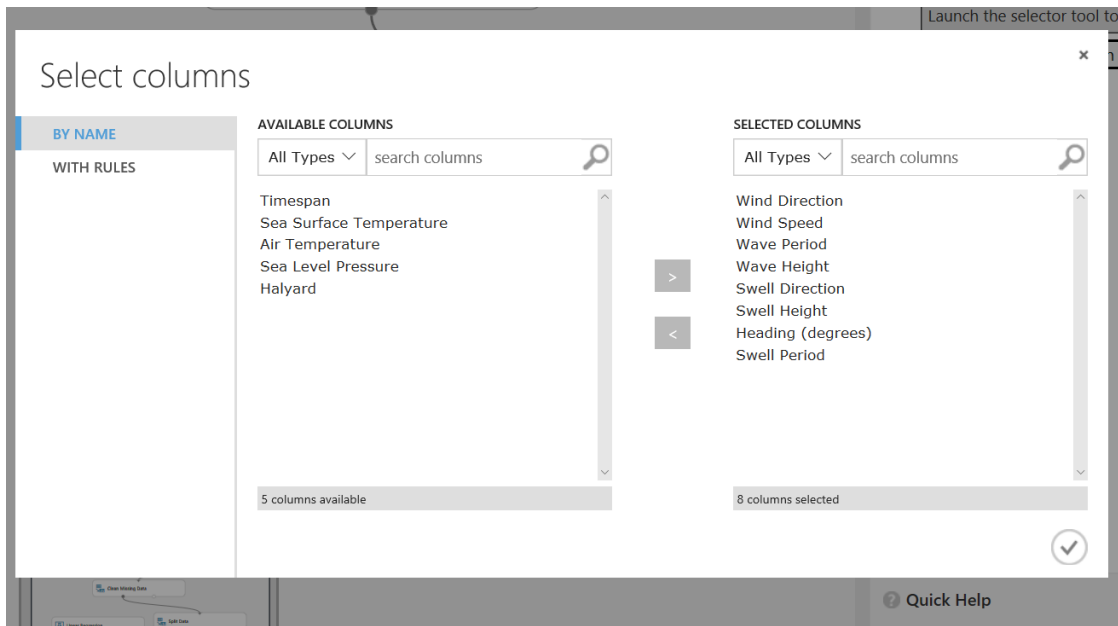 Launch the selector tool to
Select columns
×
BY NAME
WITH RULES
AVAILABLE COLUMNS
All Types
search columns
Timespan
Sea Surface Temperature
Air Temperature
Sea Level Pressure
Halyard
5 columns available
>
<
SELECTED COLUMNS
All Types
search columns
Wind Direction
Wind Speed
Wave Period
Wave Height
Swell Direction
Swell Height
Heading (degrees)
Swell Period
8 columns selected
Clean Missing Data
Split Data
Quick Help